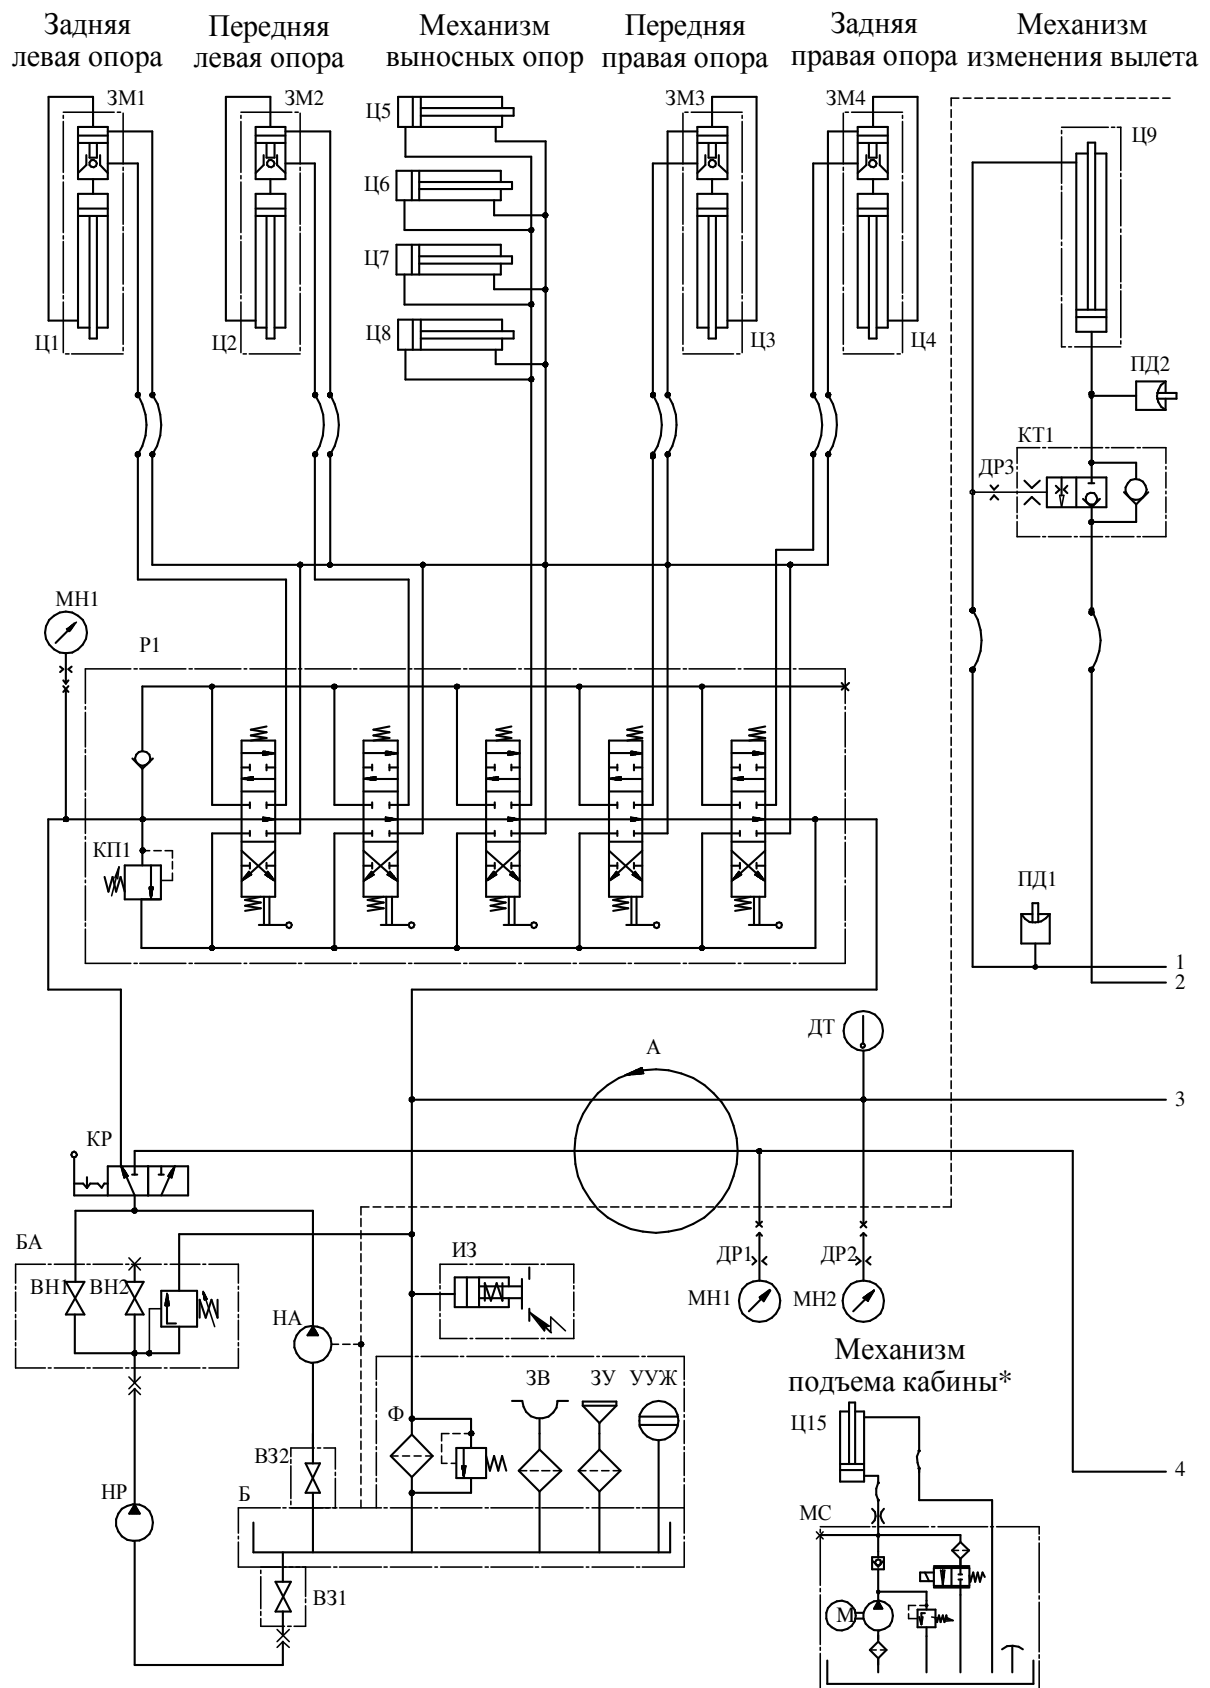 Задняя
левая опора
Передняя
левая опора
Механизм
выносных опор
Передняя
правая опора
Задняя
правая опора
Механизм
изменения вылета
ЗМ1
ЗМ2
Ц5
ЗМ3
ЗМ4
Ц9
Ц6
Ц7
Ц8
Ц1
Ц2
Ц3
Ц4
ПД2
КТ1
ДР3
МН1
Р1
КП1
ПД1
1
2
ДТ
А
3
КР
БА
ИЗ
ДР1
ДР2
ВН1
ВН2
НА
МН1
МН2
Механизм
подъема кабины*
ЗВ
ЗУ
УУЖ
Ф
Ц15
ВЗ2
4
НР
Б
МС
ВЗ1
М